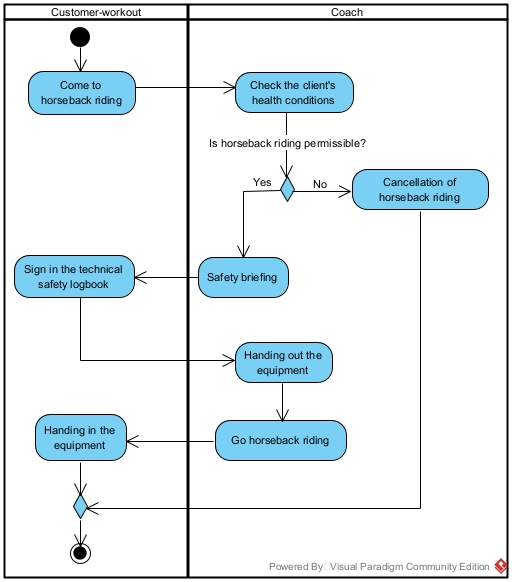 Customer-workout
Coach
Come to
horseback riding
Check the client's
health conditions
Is horseback riding permissible?
Yes
No
Cancellation of
horseback riding
Sign in the technical
safety logbook
Safety briefing
Handing out the
equipment
Handing in the
equipment
Go horseback riding
Powered By Visual Paradigm Community Edition